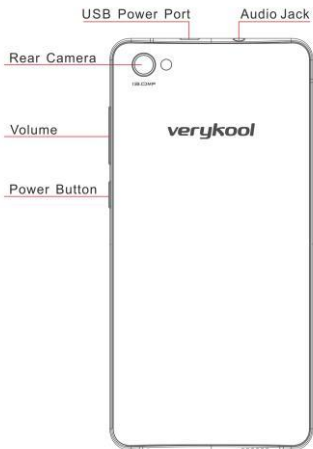 USB Power Port
Audio Jack
Rear Camera
Volume
verykool
Power Button